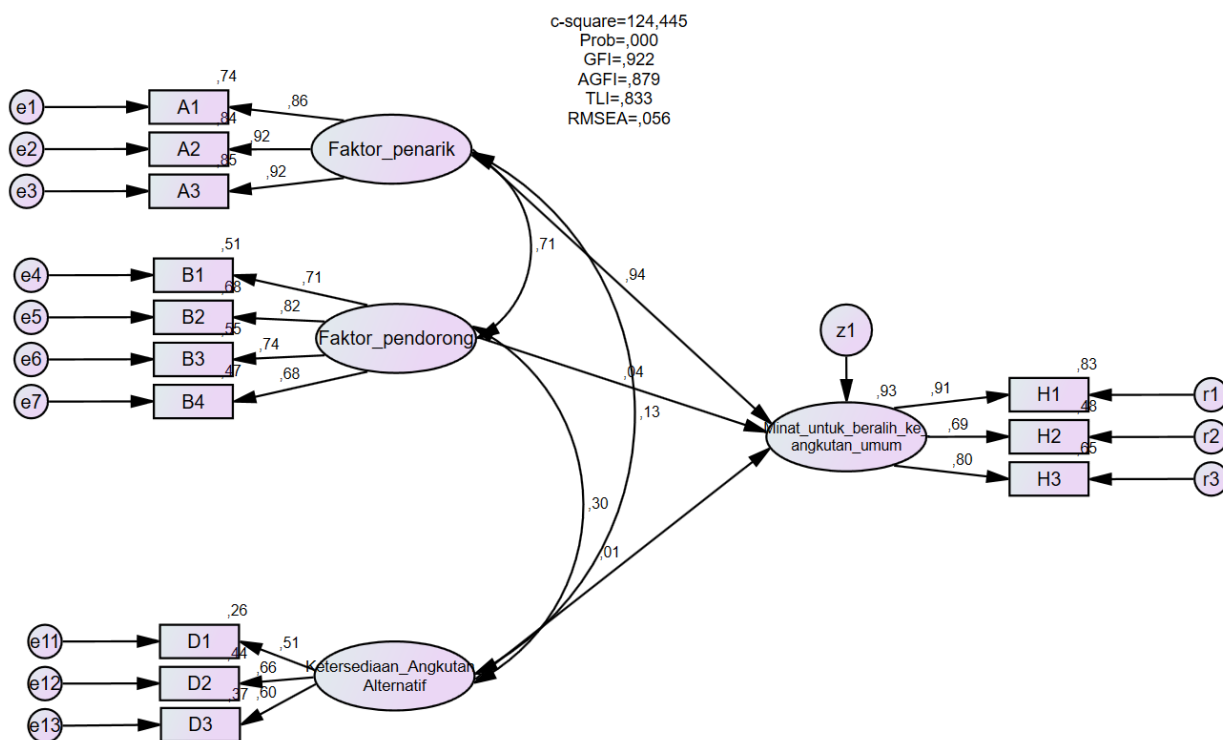 c-square=124,445
Prob=,000
GFI=,922
AGFI=,879
TLI=,833
RMSEA=,056
,74
e1
A1
,86
,84
e2
A2
,92
Faktor_penarik
,85
e3
A3
,92
,51
e4
B1
,71
,68
e5
B2
,82
,55
Faktor_pendorong
e6
B3
,74
,47
e7
B4
,68
,71
,94
,04
,13
,30
,01
z1
,93
Minat_untuk_beralih_ke_
angkutan_umum
,91
,83
H1
r1
,69
,48
H2
r2
,80
,65
H3
r3
,26
e11
D1
,51
,44
e12
D2
,66
Ketersediaan_Angkutan_
Alternatif
,37
,60
e13
D3